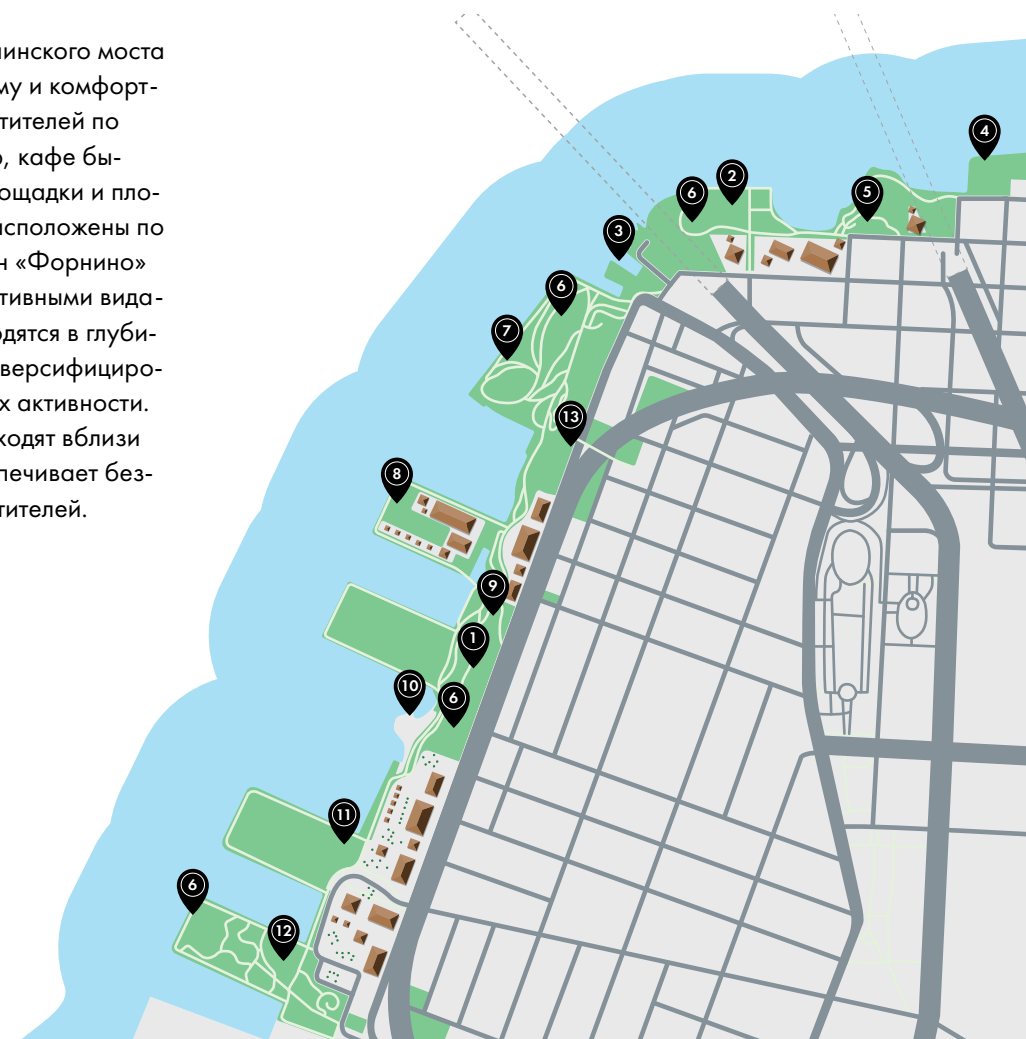 линского моста
му и комфорт-
тителей по
о, кафе бы-
ощадки и пло-
сположены по
н «Форнино»
тивными вида-
одятся в глуби-
версифициро-
х активности.
ходят вблизи
печивает без-
тителей.
4
2
6
5
3
6
7
13
8
9
1
10
6
11
6
12